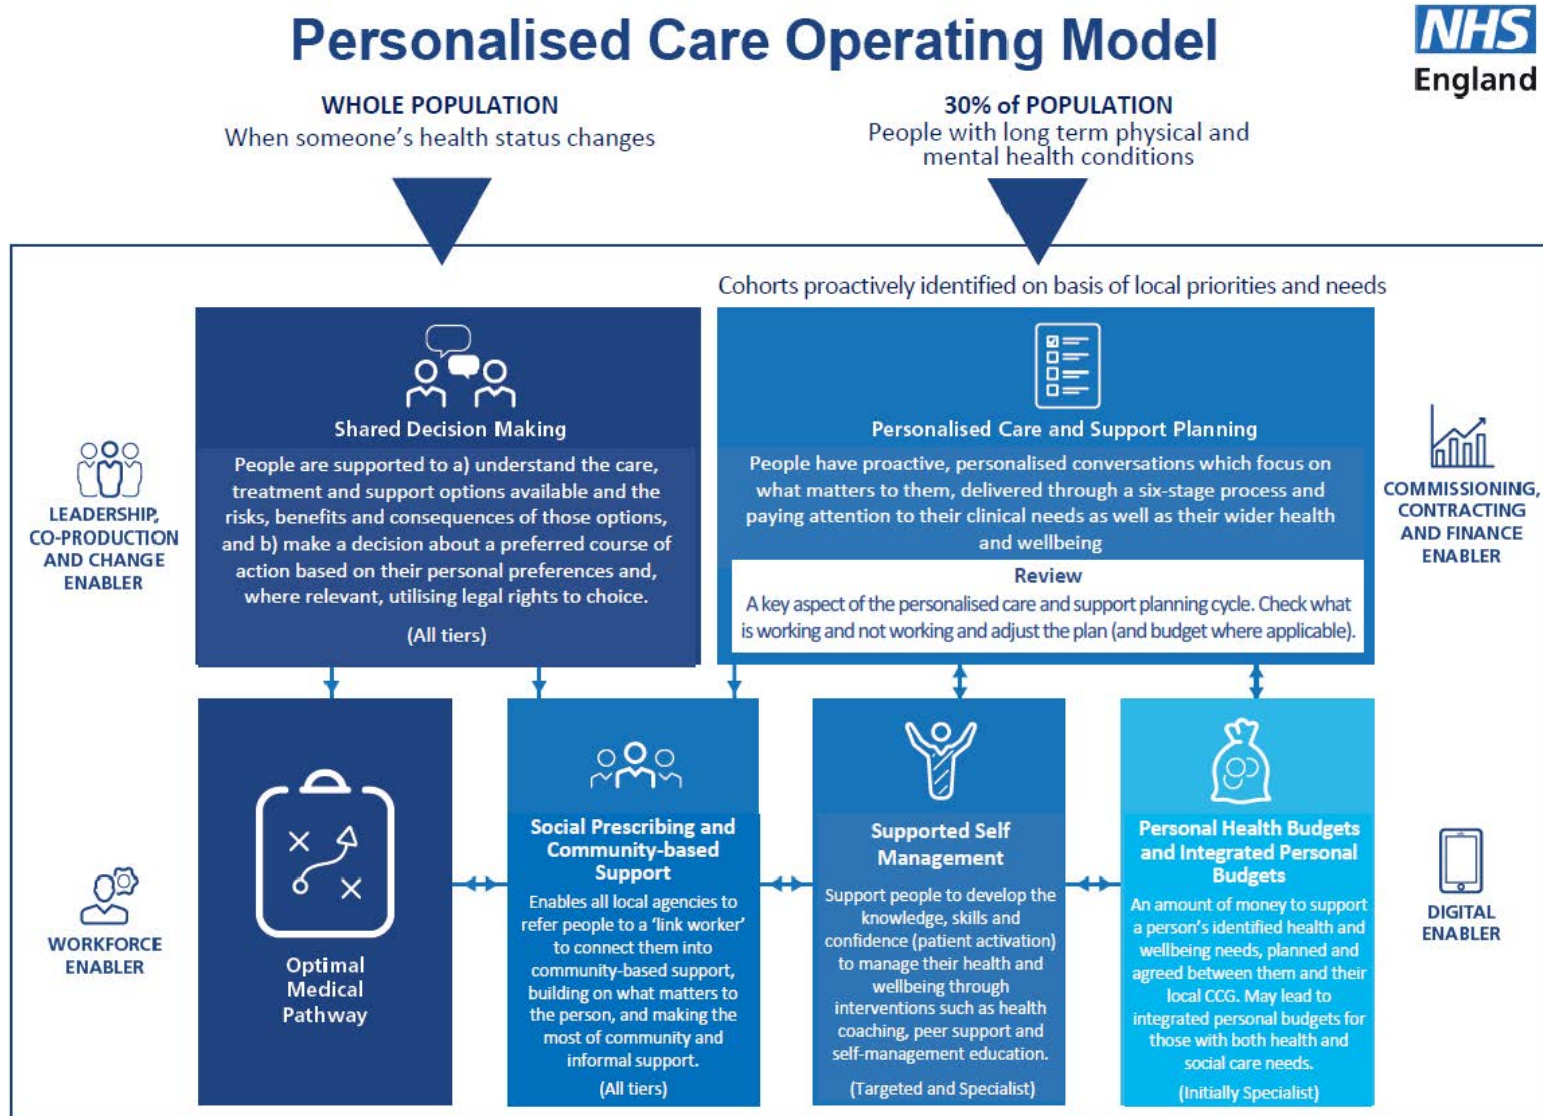 Personalised Care Operating Model
NHS
England
WHOLE POPULATION
When someone's health status changes
30% of POPULATION
People with long term physical and
mental health conditions
Cohorts proactively identified on basis of local priorities and needs
LEADERSHIP,
CO-PRODUCTION
AND CHANGE
ENABLER
Shared Decision Making
People are supported to a) understand the care,
treatment and support options available and the
risks, benefits and consequences of those options,
and b) make a decision about a preferred course of
action based on their personal preferences and,
where relevant, utilising legal rights to choice.
(All tiers)
Personalised Care and Support Planning
People have proactive, personalised conversations which focus on
what matters to them, delivered through a six-stage process and
paying attention to their clinical needs as well as their wider health
and wellbeing
Review
A key aspect of the personalised care and support planning cycle. Check what
is working and not working and adjust the plan (and budget where applicable).
COMMISSIONING,
CONTRACTING
AND FINANCE
ENABLER
WORKFORCE
ENABLER
Optimal
Medical
Pathway
Social Prescribing and
Community-based
Support
Enables all local agencies to
refer people to a 'link worker'
to connect them into
community-based support,
building on what matters to
the person, and making the
most of community and
informal support.
(All tiers)
Supported Self
Management
Support people to develop the
knowledge, skills and
confidence (patient activation)
to manage their health and
wellbeing through
interventions such as health
coaching, peer support and
self-management education.
(Targeted and Specialist)
Personal Health Budgets
and Integrated Personal
Budgets
An amount of money to support
a person's identified health and
wellbeing needs, planned and
agreed between them and their
local CCG. May lead to
integrated personal budgets for
those with both health and
social care needs.
(Initially Specialist)
DIGITAL
ENABLER